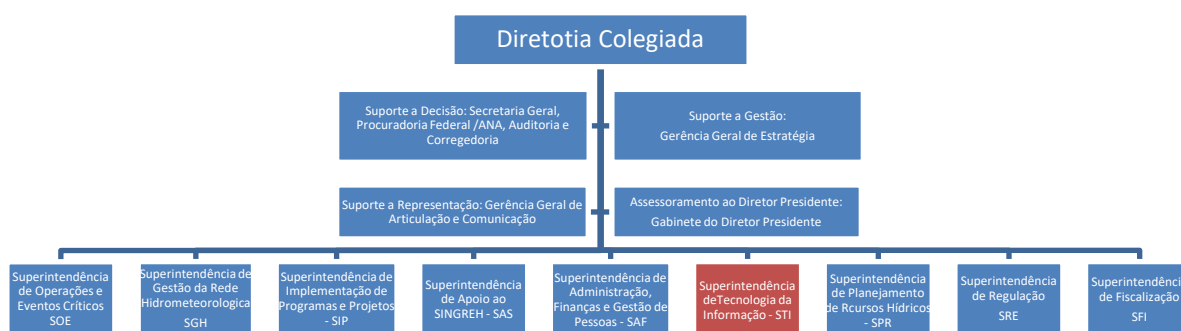 Diretotia Colegiada
Suporte a Decisão: Secretaria Geral,
Procuradoria Federal /ANA, Auditoria e
Corregedoria
Suporte a Gestão:
Gerência Geral de Estratégia
Suporte a Representação: Gerência Geral de
Articulação e Comunicação
Assessoramento ao Diretor Presidente:
Gabinete do Diretor Presidente
Superintendência
de Operações e
Eventos Críticos
SOE
Superintendência de
Gestão da Rede
Hidrometeorologica
SGH
Superintendência de
Implementação de
Programas e Projetos
- SIP
Superintendência
de Apoio ao
SINGREH - SAS
Superintendência de
Administração,
Finanças e Gestão de
Pessoas - SAF
Superintendência
deTecnologia da
Informação - STI
Superintendência
de Planejamento
de Rcursos Hídricos -
SPR
Superintendência
de Regulação
SRE
Superintendência
de Fiscalização
SFI